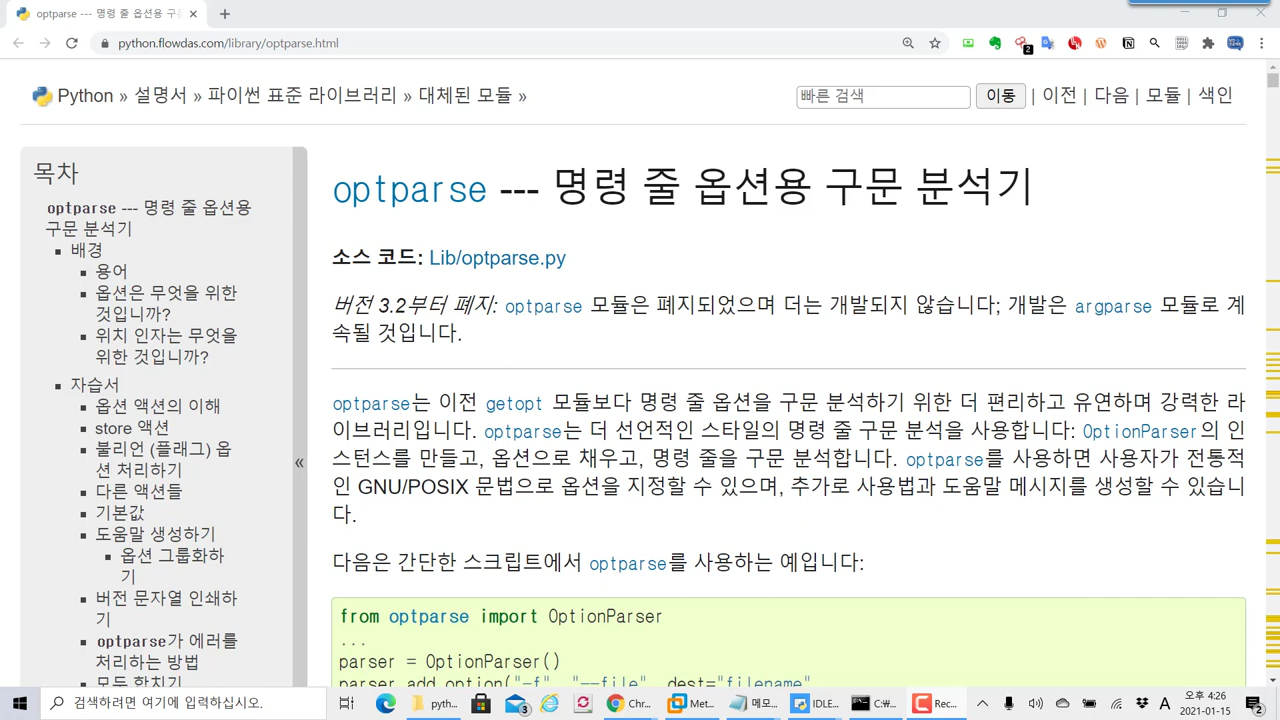 optparse --- 명령 줄 옵션용 구
python.flowdas.com/library/optparse.html
2
Python » 설명서 » 파이썬 표준 라이브러리 » 대체된 모듈 »
빠른 검색 이동 | 이전 | 다음 | 모듈 | 색인
목차
optparse --- 명령 줄 옵션용
구문 분석기
배경
용어
옵션은 무엇을 위한
것입니까?
위치 인자는 무엇을
위한 것입니까?
자습서
옵션 액션의 이해
store 액션
불리언 (플래그) 옵
션 처리하기
다른 액션들
기본값
도움말 생성하기
옵션 그룹화하
기
버전 문자열 인쇄하
기
optparse가 에러를
처리하는 방법
모두 합치기
«
optparse --- 명령 줄 옵션용 구문 분석기
소스 코드: Lib/optparse.py
버전 3.2부터 폐지: optparse 모듈은 폐지되었으며 더는 개발되지 않습니다; 개발은 argparse 모듈로 계
속될 것입니다.
optparse는 이전 getopt 모듈보다 명령 줄 옵션을 구문 분석하기 위한 더 편리하고 유연하며 강력한 라
이브러리입니다. optparse는 더 선언적인 스타일의 명령 줄 구문 분석을 사용합니다: OptionParser의 인
스턴스를 만들고, 옵션으로 채우고, 명령 줄을 구문 분석합니다. optparse를 사용하면 사용자가 전통적
인 GNU/POSIX 문법으로 옵션을 지정할 수 있으며, 추가로 사용법과 도움말 메시지를 생성할 수 있습니
다.
다음은 간단한 스크립트에서 optparse를 사용하는 예입니다:
from optparse import OptionParser
...
parser = OptionParser()
parser.add_option("-f", "--file", dest="filename",
검색하려면 여기에 입력하십시오.
pyth... 3 Chr... Met... 메모... IDLE... C:₩... Rec...
A
오후 4:26
2021-01-15
2